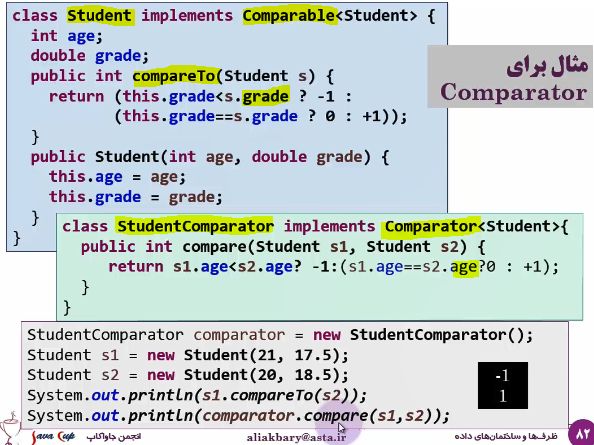 class Student implements Comparable<Student> {
int age;
double grade;
public int compareTo(Student s) {
return (this.grade<s.grade ? -1 :
(this.grade==s.grade ? 0 : +1));
}
public Student(int age, double grade) {
this.age = age;
this.grade = grade;
}
}
مثال برای
Comparator
class StudentComparator implements Comparator<Student>{
public int compare(Student s1, Student s2) {
return s1.age<s2.age? -1:(s1.age==s2.age?0 : +1);
}
}
StudentComparator comparator = new StudentComparator();
Student s1 = new Student(21, 17.5);
Student s2 = new Student(20, 18.5);
System.out.println(s1.compareTo(s2));
System.out.println(comparator.compare(s1,s2));
-1
1
Java Cup
انجمن جاواکاپ
aliakbary@asta.ir
ظرف‌ها و ساختمان‌های داده
۸۲